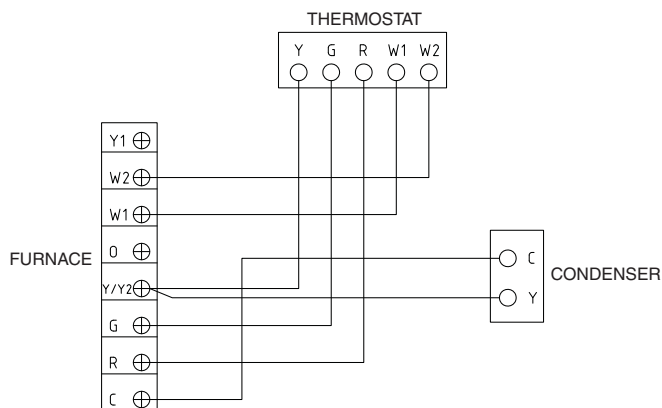 THERMOSTAT
Y G R W1 W2
Y1
W2
W1
FURNACE
O
Y/Y2
G
R
C
C
CONDENSER
Y